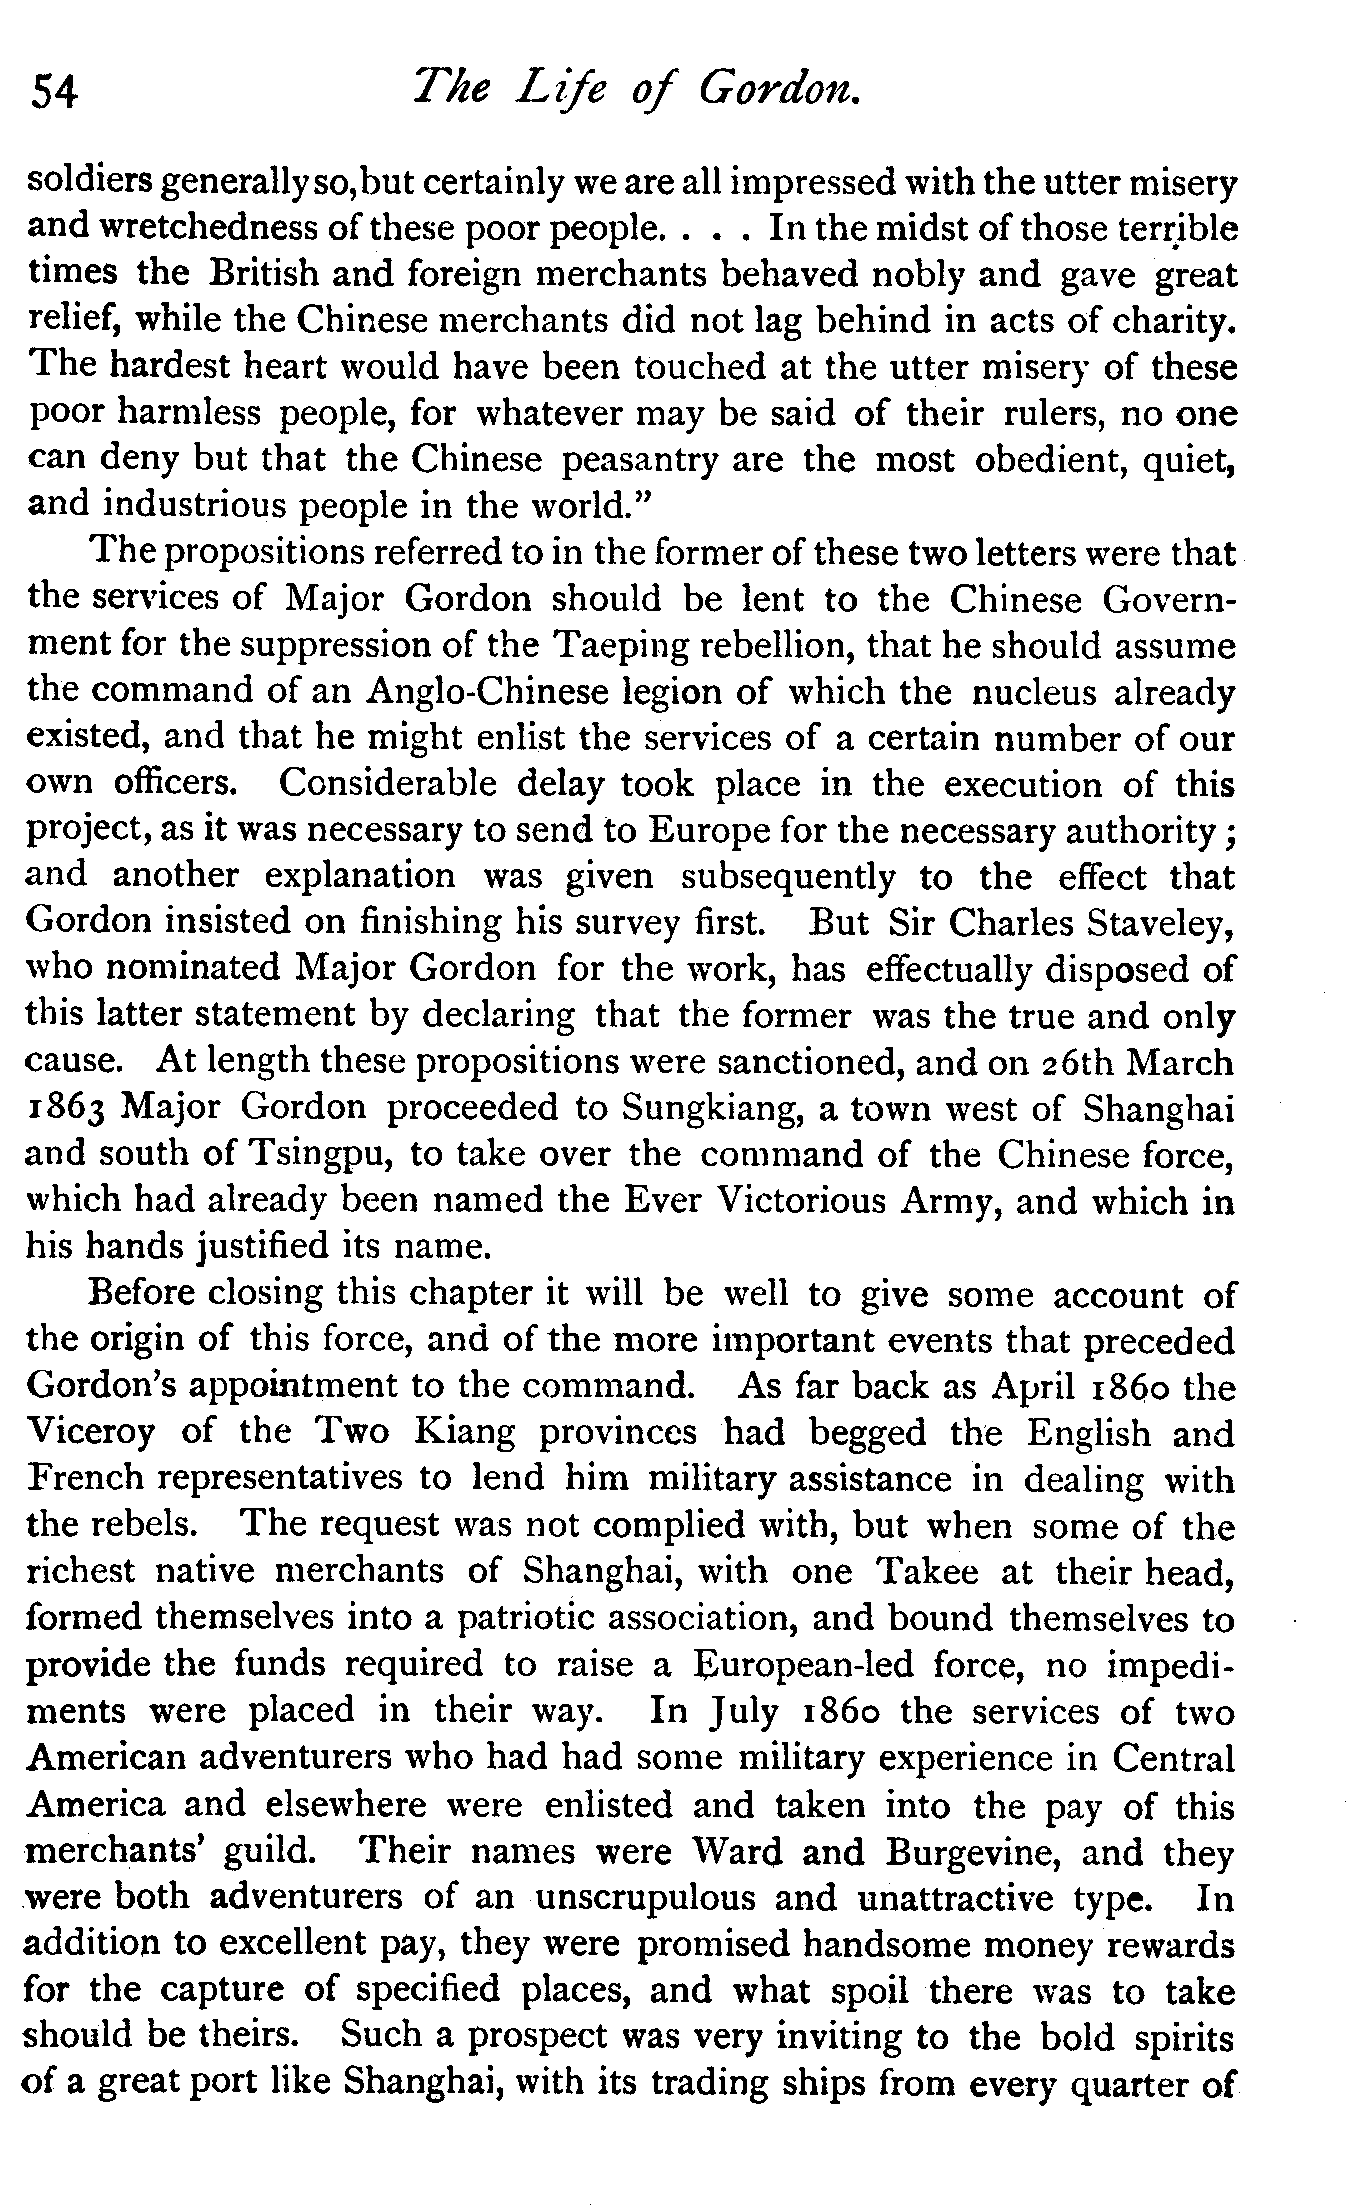 54 The Life of Gordon.
soldiers generally so, but certainly we are all impressed with the utter misery
and wretchedness of these poor people. . . . In the midst of those terrible
times the British and foreign merchants behaved nobly and gave great
relief, while the Chinese merchants did not lag behind in acts of charity.
The hardest heart would have been touched at the utter misery of these
poor harmless people, for whatever may be said of their rulers, no one
can deny but that the Chinese peasantry are the most obedient, quiet,
and industrious people in the world."
The propositions referred to in the former of these two letters were that
the services of Major Gordon should be lent to the Chinese Govern-
ment for the suppression of the Taeping rebellion, that he should assume
the command of an Anglo-Chinese legion of which the nucleus already
existed, and that he might enlist the services of a certain number of our
own officers. Considerable delay took place in the execution of this
project, as it was necessary to send to Europe for the necessary authority ;
and another explanation was given subsequently to the effect that
Gordon insisted on finishing his survey first. But Sir Charles Staveley,
who nominated Major Gordon for the work, has effectually disposed of
this latter statement by declaring that the former was the true and only
cause. At length these propositions were sanctioned, and on 26th March
1863 Major Gordon proceeded to Sungkiang, a town west of Shanghai
and south of Tsingpu, to take over the command of the Chinese force,
which had already been named the Ever Victorious Army, and which in
his hands justified its name.
Before closing this chapter it will be well to give some account of
the origin of this force, and of the more important events that preceded
Gordon's appointment to the command. As far back as April 1860 the
Viceroy of the Two Kiang provinces had begged the English and
French representatives to lend him military assistance in dealing with
the rebels. The request was not complied with, but when some of the
richest native merchants of Shanghai, with one Takee at their head,
formed themselves into a patriotic association, and bound themselves to
provide the funds required to raise a European-led force, no impedi-
ments were placed in their way. In July 1860 the services of two
American adventurers who had had some military experience in Central
America and elsewhere were enlisted and taken into the pay of this
merchants' guild. Their names were Ward and Burgevine, and they
were both adventurers of an unscrupulous and unattractive type. In
addition to excellent pay, they were promised handsome money rewards
for the capture of specified places, and what spoil there was to take
should be theirs. Such a prospect was very inviting to the bold spirits
of a great port like Shanghai, with its trading ships from every quarter of